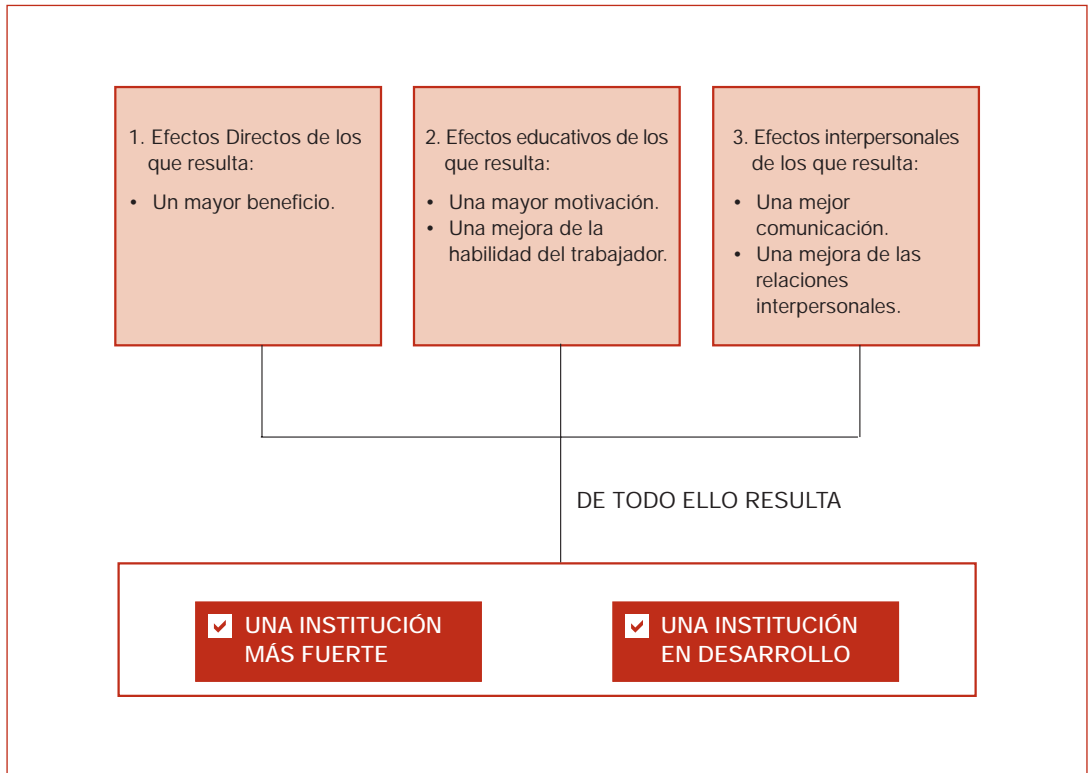 1. Efectos Directos de los
que resulta:
• Un mayor beneficio.
2. Efectos educativos de los
que resulta:
• Una mayor motivación.
• Una mejora de la
habilidad del trabajador.
3. Efectos interpersonales
de los que resulta:
• Una mejor
comunicación.
• Una mejora de las
relaciones
interpersonales.
DE TODO ELLO RESULTA
UNA INSTITUCIÓN
MÁS FUERTE
UNA INSTITUCIÓN
EN DESARROLLO